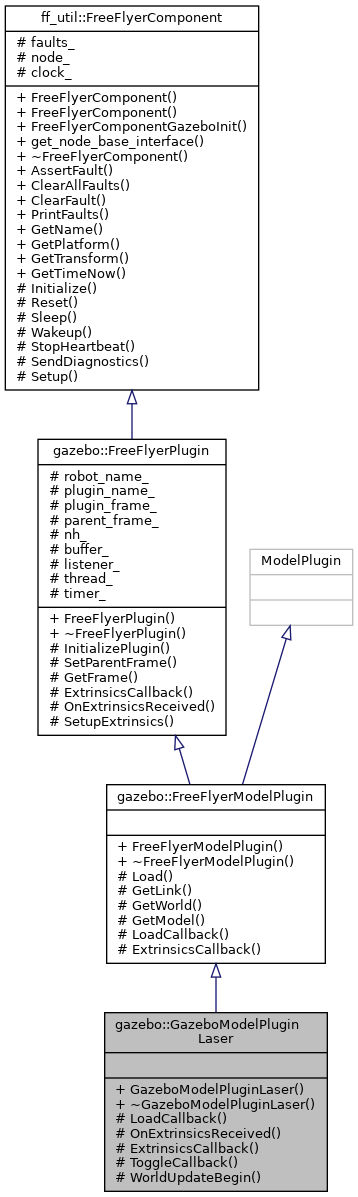 ff_util::FreeFlyerComponent
# faults_
# node_
# clock_
+ FreeFlyerComponent()
+ FreeFlyerComponent()
+ FreeFlyerComponentGazeboInit()
+ get_node_base_interface()
+ ~FreeFlyerComponent()
+ AssertFault()
+ ClearAllFaults()
+ ClearFault()
+ PrintFaults()
+ GetName()
+ GetPlatform()
+ GetTransform()
+ GetTimeNow()
# Initialize()
# Reset()
# Sleep()
# Wakeup()
# StopHeartbeat()
# SendDiagnostics()
# Setup()
gazebo::FreeFlyerPlugin
# robot_name_
# plugin_name_
# plugin_frame_
# parent_frame_
# nh_
# buffer_
# listener_
# thread_
# timer_
+ FreeFlyerPlugin()
+ ~FreeFlyerPlugin()
# InitializePlugin()
# SetParentFrame()
# GetFrame()
# ExtrinsicsCallback()
# OnExtrinsicsReceived()
# SetupExtrinsics()
ModelPlugin
gazebo::FreeFlyerModelPlugin
+ FreeFlyerModelPlugin()
+ ~FreeFlyerModelPlugin()
# Load()
# GetLink()
# GetWorld()
# GetModel()
# LoadCallback()
# ExtrinsicsCallback()
gazebo::GazeboModelPlugin
Laser
+ GazeboModelPluginLaser()
+ ~GazeboModelPluginLaser()
# LoadCallback()
# OnExtrinsicsReceived()
# ExtrinsicsCallback()
# ToggleCallback()
# WorldUpdateBegin()